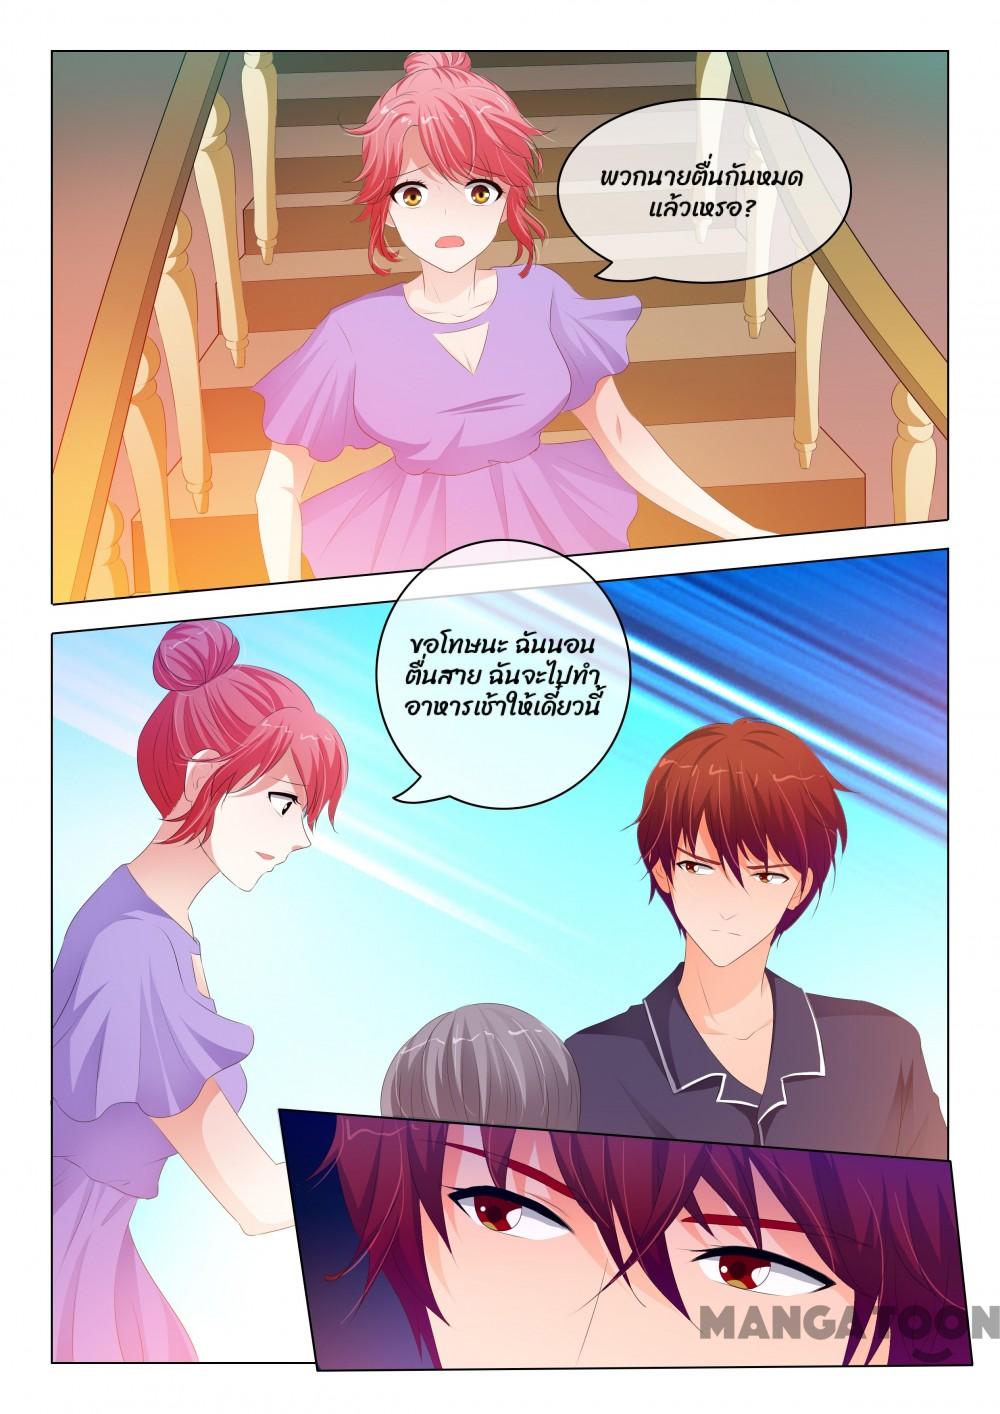 พวกนายตื่นกันหมด
แล้วเหรอ?
ขอโทษนะ ฉันนอน
ตื่นสาย ฉันจะไปทำ
อาหารเช้าให้เดี๋ยวนี้
MANGATOON